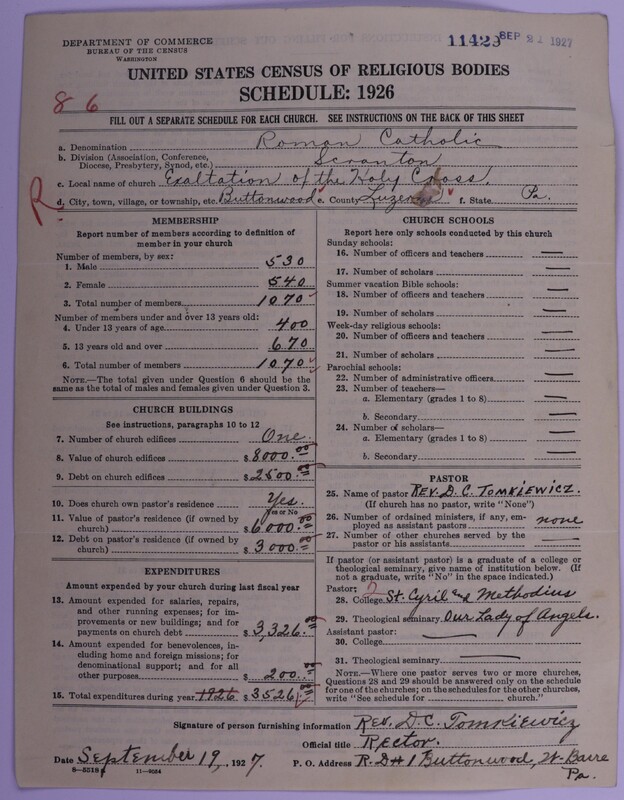 DEPARTMENT OF COMMERCE
BUREAU OF THE CENSUS
WASHINGTON
11429 SEP 21 1927
UNITED STATES CENSUS OF RELIGIOUS BODIES
SCHEDULE: 1926
8 6
FILL OUT A SEPARATE SCHEDULE FOR EACH CHURCH. SEE INSTRUCTIONS ON THE BACK OF THIS SHEET
a. Denomination Roman Catholic
b. Division (Association, Conference, Diocese, Presbytery, Synod, etc.) Scranton
c. Local name of church Exaltation of the Holy Cross.
R d. City, town, village, or township, etc. Buttonwood e. County Luzerne f. State Pa.
MEMBERSHIP
Report number of members according to definition of
member in your church
Number of members, by sex:
1. Male 530
2. Female 540
3. Total number of members 1070
Number of members under and over 13 years old:
4. Under 13 years of age 400
5. 13 years old and over 670
6. Total number of members 1070
NOTE.—The total given under Question 6 should be
the same as the total of males and females given under Question 3.
CHURCH BUILDINGS
See instructions, paragraphs 10 to 12
7. Number of church edifices One
8. Value of church edifices $ 8000.00
9. Debt on church edifices $ 2500.00
10. Does church own pastor's residence Yes.
Yes or No
11. Value of pastor's residence (if owned by
church) $ 6,000.00
12. Debt on pastor's residence (if owned by
church) $ 3000.00
EXPENDITURES
Amount expended by your church during last fiscal year
13. Amount expended for salaries, repairs,
and other running expenses; for im-
provements or new buildings; and for
payments on church debt $ 3,326.00
14. Amount expended for benevolences, in-
cluding home and foreign missions; for
denominational support; and for all
other purposes $ 200.00
15. Total expenditures during year 1926 $ 3526.00
CHURCH SCHOOLS
Report here only schools conducted by this church
Sunday schools:
16. Number of officers and teachers —
17. Number of scholars —
Summer vacation Bible schools:
18. Number of officers and teachers —
19. Number of scholars —
Week-day religious schools:
20. Number of officers and teachers —
21. Number of scholars —
Parochial schools:
22. Number of administrative officers —
23. Number of teachers—
a. Elementary (grades 1 to 8) —
b. Secondary —
24. Number of scholars—
a. Elementary (grades 1 to 8) —
b. Secondary —
PASTOR
25. Name of pastor REV. D. C. TOMKIEWICZ.
(If church has no pastor, write "None")
26. Number of ordained ministers, if any, em-
ployed as assistant pastors none
27. Number of other churches served by the
pastor or his assistants —
If pastor (or assistant pastor) is a graduate of a college or
theological seminary, give name of institution below. (If
not a graduate, write "No" in the space indicated.)
Pastor:
28. College St. Cyril and Methodius
29. Theological seminary Our Lady of Angels.
Assistant pastor:
30. College —
31. Theological seminary —
NOTE.—Where one pastor serves two or more churches,
Questions 28 and 29 should be answered only on the schedule
for one of the churches; on the schedules for the other churches,
write "See schedule for church."
Signature of person furnishing information Rev. D. C. Tomkiewicz
Official title Rector.
Date September 19, 1927. P. O. Address R. D # 1 Buttonwood, W-Barre
Pa.
8—5318 11—9054